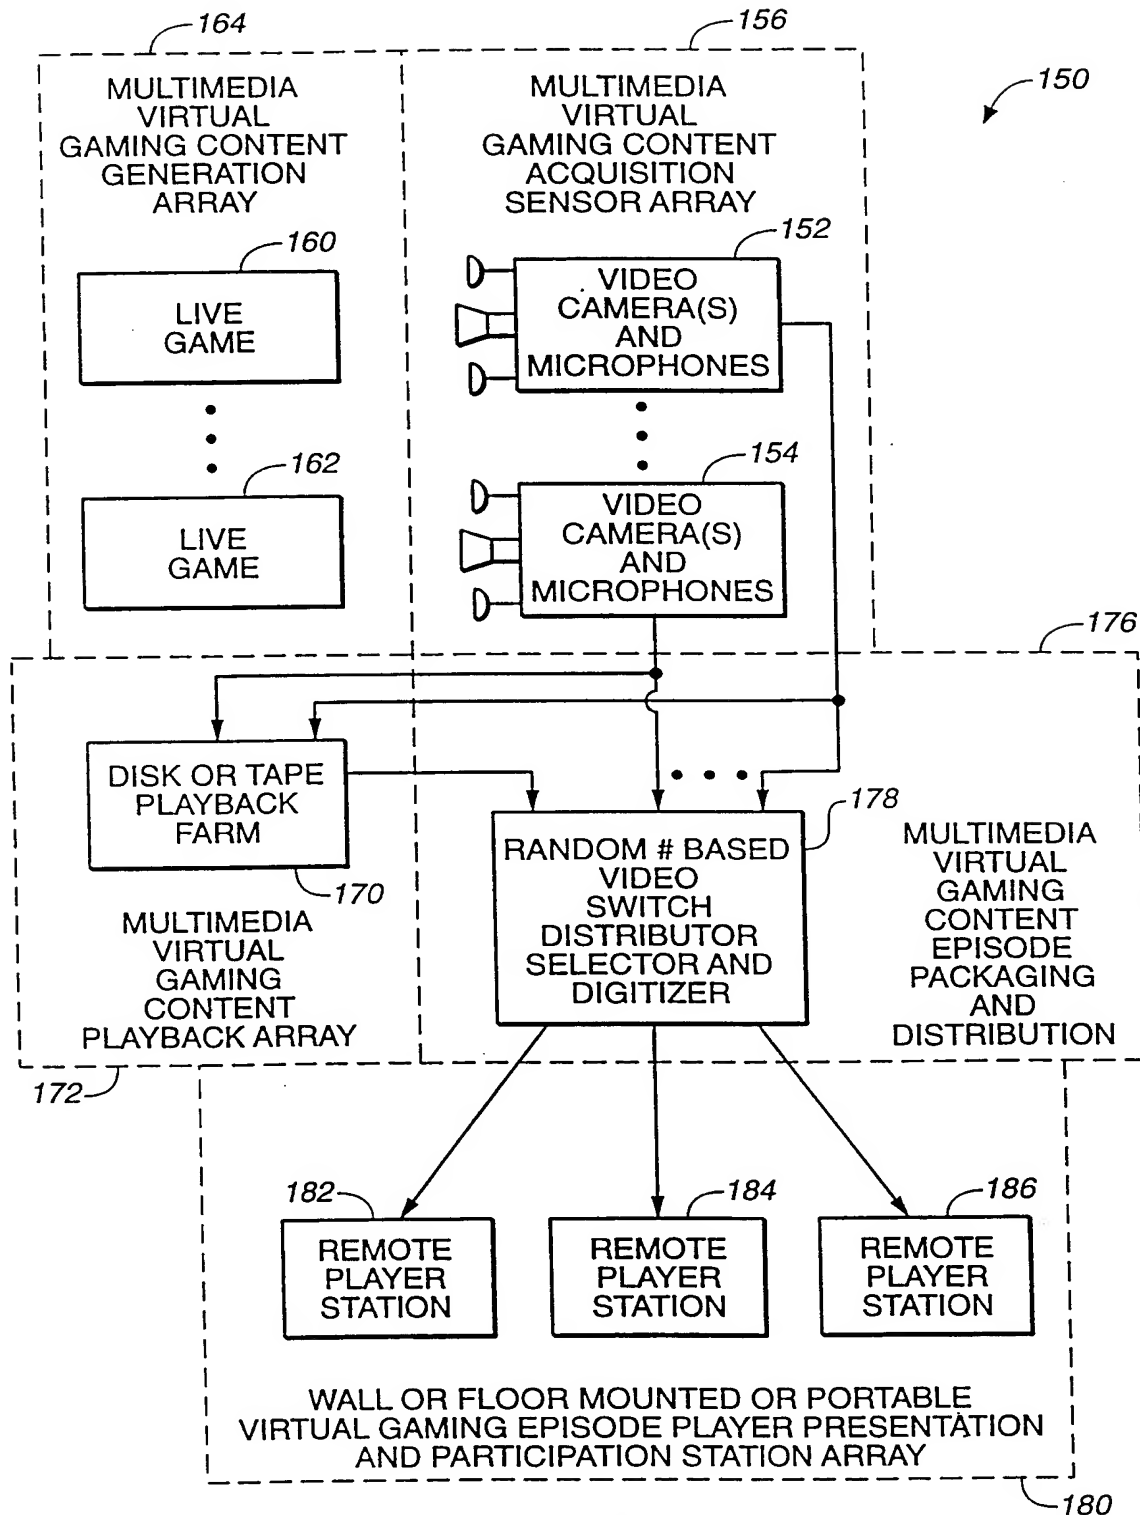 164
156
150
MULTIMEDIA
VIRTUAL
GAMING CONTENT
GENERATION
ARRAY
MULTIMEDIA
VIRTUAL
GAMING CONTENT
ACQUISITION
SENSOR ARRAY
160
LIVE
GAME
162
LIVE
GAME
152
VIDEO
CAMERA(S)
AND
MICROPHONES
154
VIDEO
CAMERA(S)
AND
MICROPHONES
176
DISK OR TAPE
PLAYBACK
FARM
170
MULTIMEDIA
VIRTUAL
GAMING
CONTENT
PLAYBACK ARRAY
172
178
RANDOM # BASED
VIDEO
SWITCH
DISTRIBUTOR
SELECTOR AND
DIGITIZER
MULTIMEDIA
VIRTUAL
GAMING
CONTENT
EPISODE
PACKAGING
AND
DISTRIBUTION
182
REMOTE
PLAYER
STATION
184
REMOTE
PLAYER
STATION
186
REMOTE
PLAYER
STATION
WALL OR FLOOR MOUNTED OR PORTABLE
VIRTUAL GAMING EPISODE PLAYER PRESENTATION
AND PARTICIPATION STATION ARRAY
180